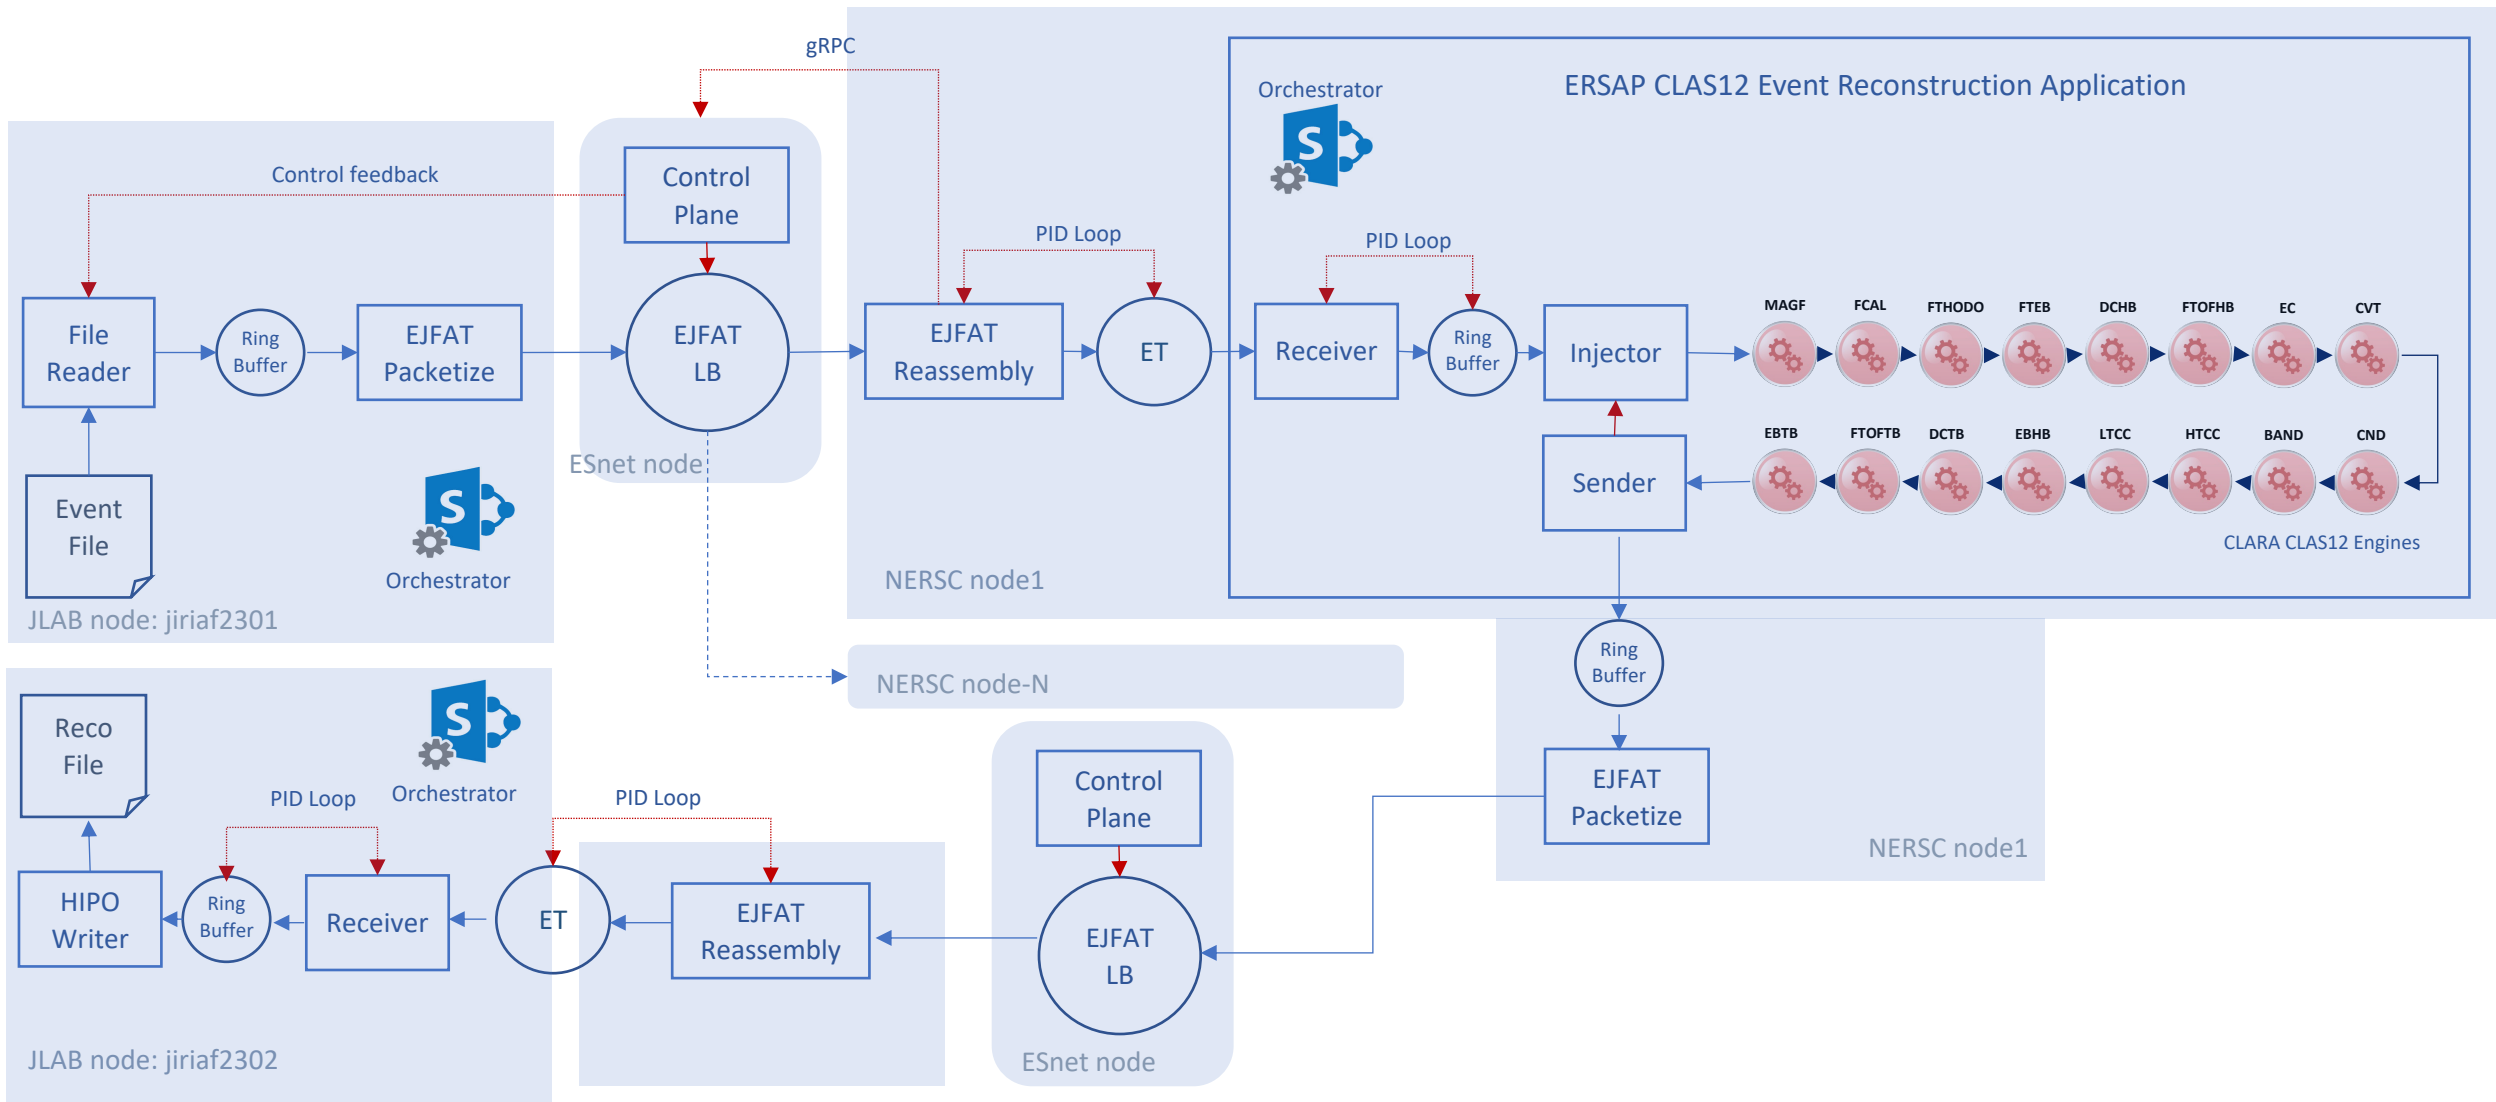 gRPC
ERSAP CLAS12 Event Reconstruction Application
Orchestrator
S
Control feedback
Control
Plane
PID Loop
PID Loop
File
Reader
Ring
Buffer
EJFAT
Packetize
EJFAT
LB
EJFAT
Reassembly
ET
Receiver
Ring
Buffer
Injector
MAGF
FCAL
FTHODO
FTEB
DCHB
FTOFHB
EC
CVT
EBTB
FTOFTB
DCTB
EBHB
LTCC
HTCC
BAND
CND
Sender
CLARA CLAS12 Engines
ESnet node
Event
File
S
Orchestrator
JLAB node: jiriaf2301
NERSC node1
NERSC node-N
Ring
Buffer
EJFAT
Packetize
NERSC node1
Reco
File
S
Orchestrator
PID Loop
PID Loop
Control
Plane
HIPO
Writer
Ring
Buffer
Receiver
ET
EJFAT
Reassembly
EJFAT
LB
JLAB node: jiriaf2302
ESnet node